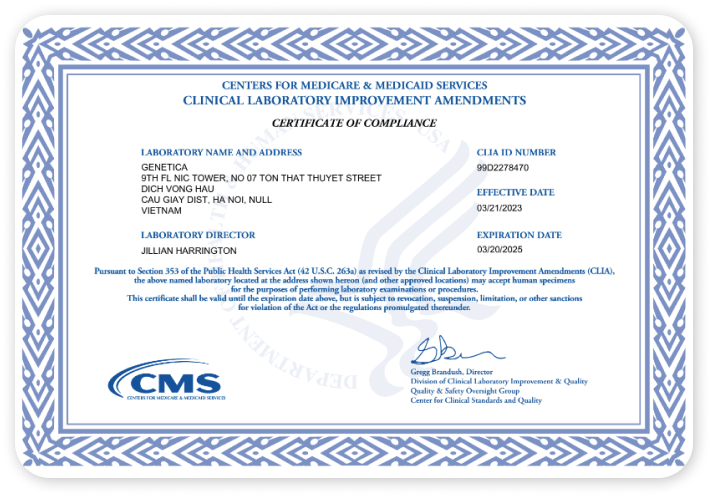 CENTERS FOR MEDICARE & MEDICAID SERVICES
CLINICAL LABORATORY IMPROVEMENT AMENDMENTS
CERTIFICATE OF COMPLIANCE
LABORATORY NAME AND ADDRESS
GENETICA
9TH FL NIC TOWER, NO 07 TON THAT THUYET STREET
DICH VONG HAU
CAU GIAY DIST, HA NOI, NULL
VIETNAM
LABORATORY DIRECTOR
JILLIAN HARRINGTON
CLIA ID NUMBER
99D2278470
EFFECTIVE DATE
03/21/2023
EXPIRATION DATE
03/20/2025
Pursuant to Section 353 of the Public Health Services Act (42 U.S.C. 263a) as revised by the Clinical Laboratory Improvement Amendments (CLIA),
the above named laboratory located at the address shown hereon (and other approved locations) may accept human specimens
for the purposes of performing laboratory examinations or procedures.
This certificate shall be valid until the expiration date above, but is subject to revocation, suspension, limitation, or other sanctions
for violation of the Act or the regulations promulgated thereunder.
CMS
CENTERS FOR MEDICARE & MEDICAID SERVICES
Gregg Brandush, Director
Division of Clinical Laboratory Improvement & Quality
Quality & Safety Oversight Group
Center for Clinical Standards and Quality
DEPARTMENT OF HEALTH & HUMAN SERVICES USA